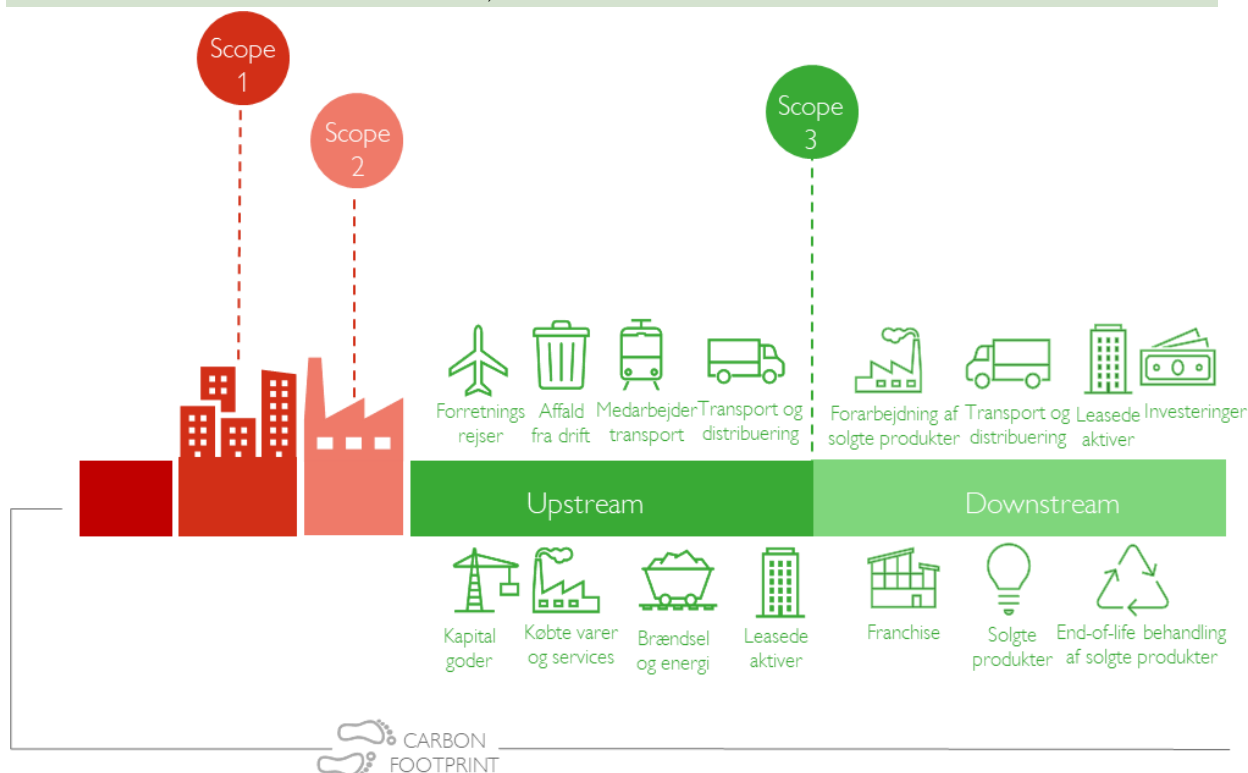 Scope
1
Scope
2
Scope
3
Forretnings
rejser
Affald
fra drift
Medarbejder
transport
Transport og
distribuering
Forarbejdning af
solgte produkter
Transport og
distribuering
Leasede
aktiver
Investeringer
Upstream
Downstream
Kapital
goder
Købte varer
og services
Brændsel
og energi
Leasede
aktiver
Franchise
Solgte
produkter
End-of-life behandling
af solgte produkter
CARBON
FOOTPRINT